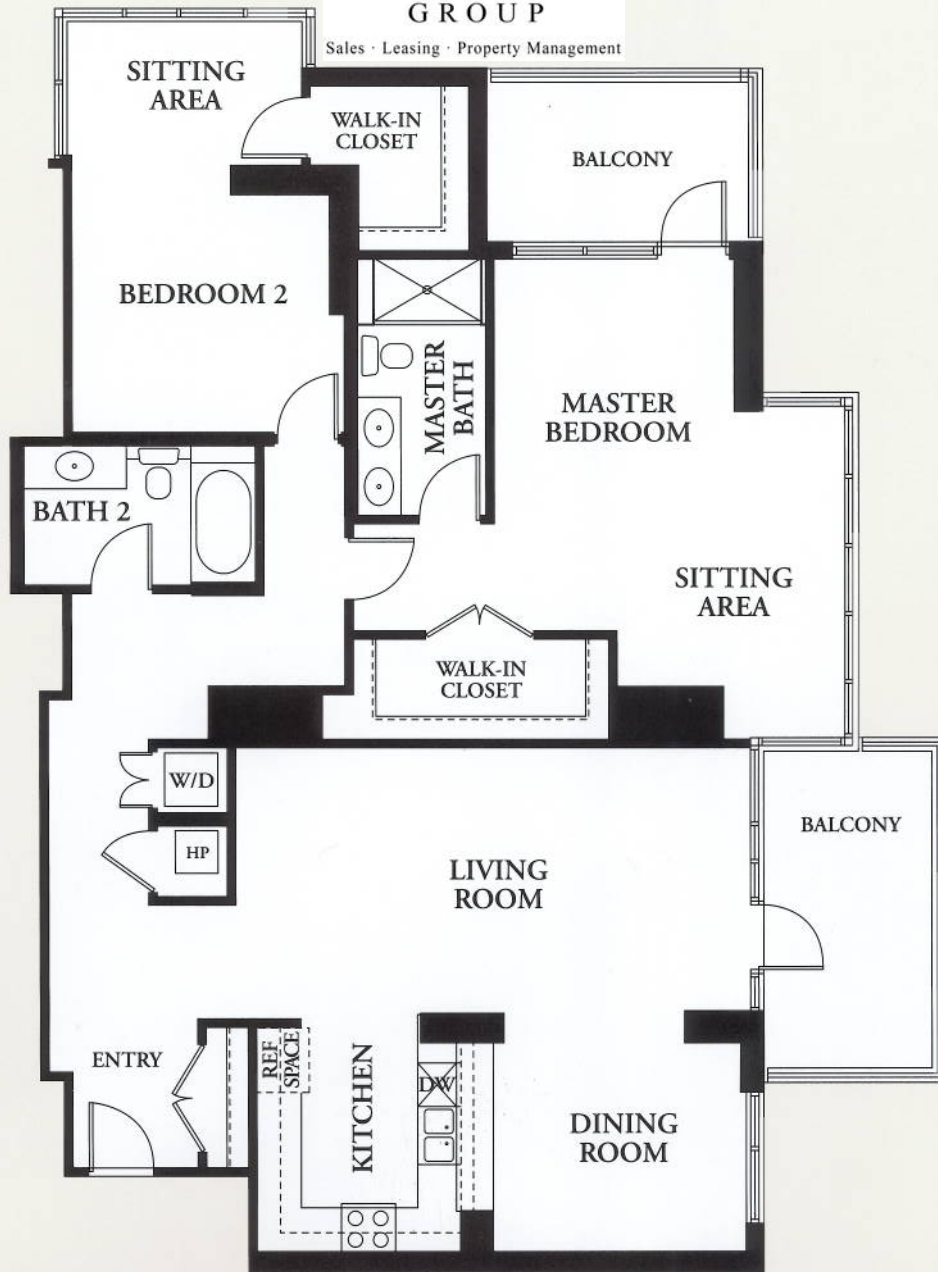 GROUP
Sales · Leasing · Property Management
SITTING
AREA
WALK-IN
CLOSET
BALCONY
BEDROOM 2
MASTER
BATH
MASTER
BEDROOM
BATH 2
SITTING
AREA
WALK-IN
CLOSET
W/D
HP
LIVING
ROOM
BALCONY
ENTRY
REF
SPACE
KITCHEN
DW
DINING
ROOM